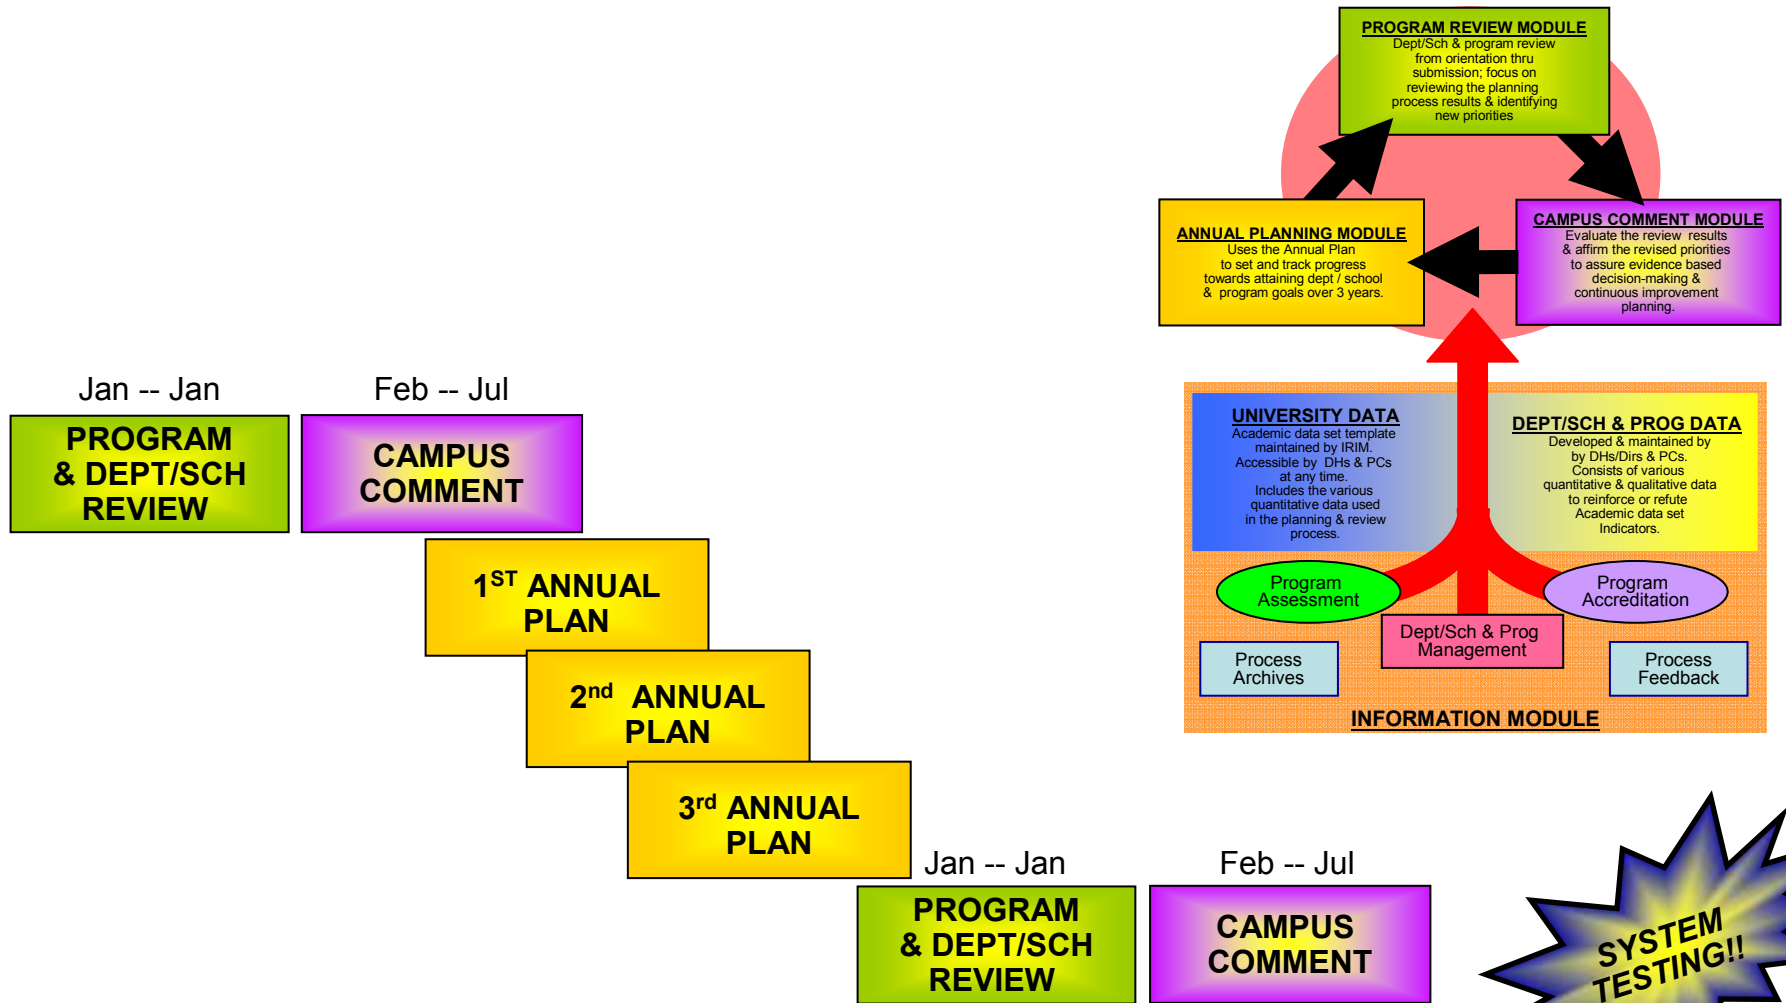 PROGRAM REVIEW MODULE
Dept/Sch & program review
from orientation thru
submission; focus on
reviewing the planning
process results & identifying
new priorities
ANNUAL PLANNING MODULE
Uses the Annual Plan
to set and track progress
towards attaining dept / school
& program goals over 3 years.
CAMPUS COMMENT MODULE
Evaluate the review results
& affirm the revised priorities
to assure evidence based
decision-making &
continuous improvement
planning.
Jan -- Jan
Feb -- Jul
PROGRAM
& DEPT/SCH
REVIEW
CAMPUS
COMMENT
1ST ANNUAL
PLAN
2nd ANNUAL
PLAN
3rd ANNUAL
PLAN
UNIVERSITY DATA
Academic data set template
maintained by IRIM.
Accessible by DHs & PCs
at any time.
Includes the various
quantitative data used
in the planning & review
process.
DEPT/SCH & PROG DATA
Developed & maintained by
by DHs/Dirs & PCs.
Consists of various
quantitative & qualitative data
to reinforce or refute
Academic data set
Indicators.
Program
Assessment
Program
Accreditation
Dept/Sch & Prog
Management
Process
Archives
Process
Feedback
INFORMATION MODULE
Jan -- Jan
Feb -- Jul
PROGRAM
& DEPT/SCH
REVIEW
CAMPUS
COMMENT
SYSTEM
TESTING!!